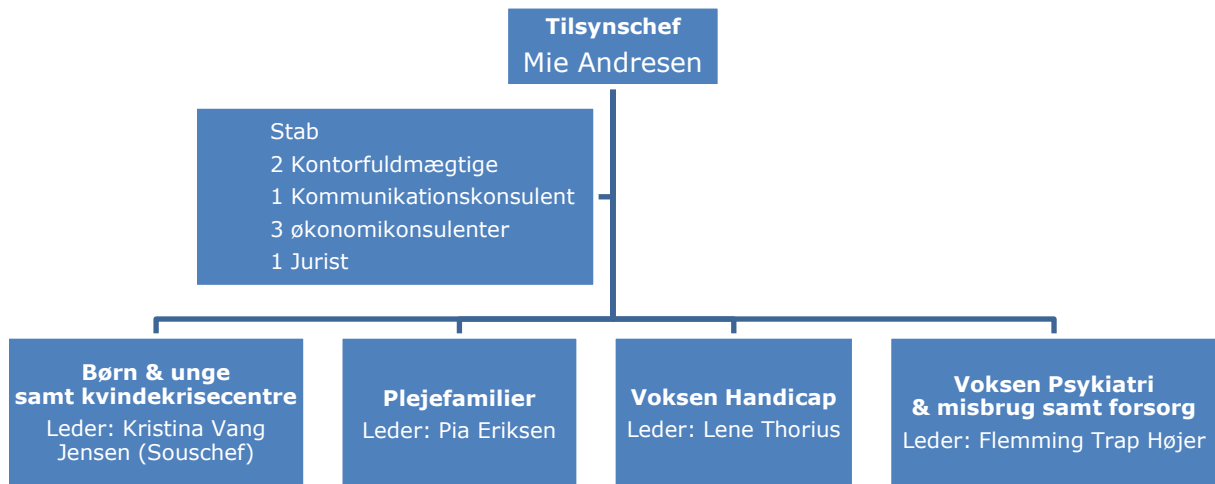 Tilsynschef
Mie Andresen
Stab
2 Kontorfuldmægtige
1 Kommunikationskonsulent
3 økonomikonsulenter
1 Jurist
Børn & unge
samt kvindekrisecentre
Leder: Kristina Vang
Jensen (Souschef)
Plejefamilier
Leder: Pia Eriksen
Voksen Handicap
Leder: Lene Thorius
Voksen Psykiatri
& misbrug samt forsorg
Leder: Flemming Trap Højer